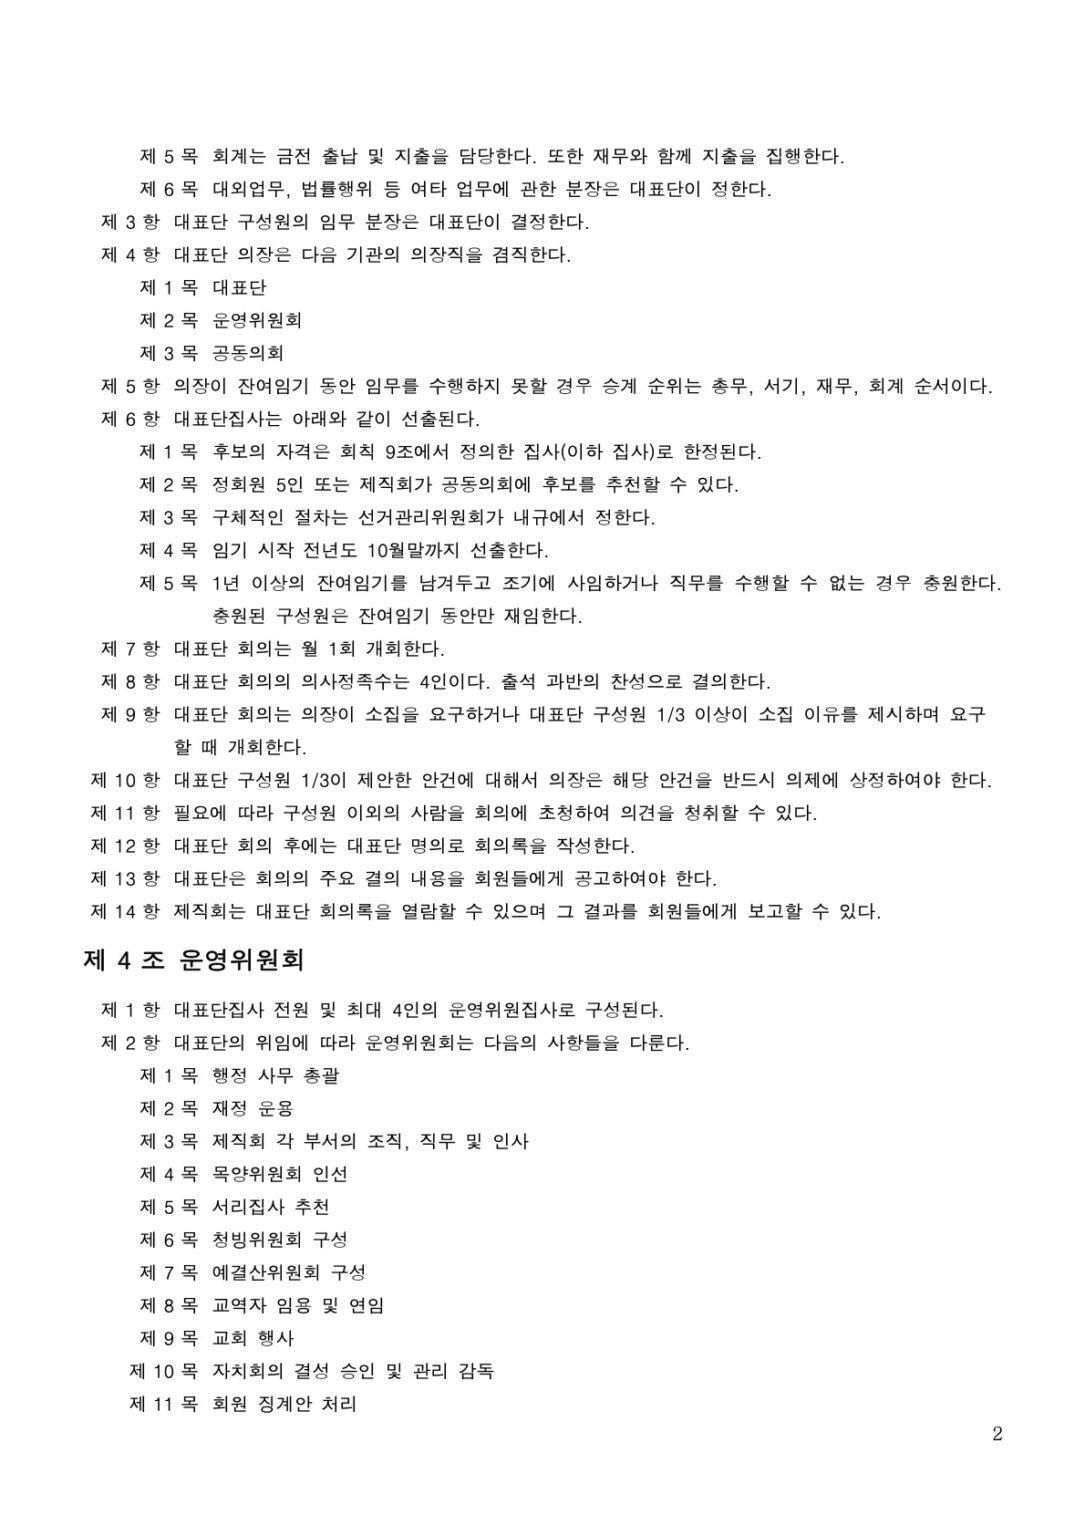 제 5 목 회계는 금전 출납 및 지출을 담당한다. 또한 재무와 함께 지출을 집행한다.
제 6 목 대외업무, 법률행위 등 여타 업무에 관한 분장은 대표단이 정한다.
제 3 항 대표단 구성원의 임무 분장은 대표단이 결정한다.
제 4 항 대표단 의장은 다음 기관의 의장직을 겸직한다.
제 1 목 대표단
제 2 목 운영위원회
제 3 목 공동의회
제 5 항 의장이 잔여임기 동안 임무를 수행하지 못할 경우 승계 순위는 총무, 서기, 재무, 회계 순서이다.
제 6 항 대표단집사는 아래와 같이 선출된다.
제 1 목 후보의 자격은 회칙 9조에서 정의한 집사(이하 집사)로 한정된다.
제 2 목 정회원 5인 또는 제직회가 공동의회에 후보를 추천할 수 있다.
제 3 목 구체적인 절차는 선거관리위원회가 내규에서 정한다.
제 4 목 임기 시작 전년도 10월말까지 선출한다.
제 5 목 1년 이상의 잔여임기를 남겨두고 조기에 사임하거나 직무를 수행할 수 없는 경우 충원한다.
충원된 구성원은 잔여임기 동안만 재임한다.
제 7 항 대표단 회의는 월 1회 개회한다.
제 8 항 대표단 회의의 의사정족수는 4인이다. 출석 과반의 찬성으로 결의한다.
제 9 항 대표단 회의는 의장이 소집을 요구하거나 대표단 구성원 1/3 이상이 소집 이유를 제시하며 요구
할 때 개회한다.
제 10 항 대표단 구성원 1/3이 제안한 안건에 대해서 의장은 해당 안건을 반드시 의제에 상정하여야 한다.
제 11 항 필요에 따라 구성원 이외의 사람을 회의에 초청하여 의견을 청취할 수 있다.
제 12 항 대표단 회의 후에는 대표단 명의로 회의록을 작성한다.
제 13 항 대표단은 회의의 주요 결의 내용을 회원들에게 공고하여야 한다.
제 14 항 제직회는 대표단 회의록을 열람할 수 있으며 그 결과를 회원들에게 보고할 수 있다.
제 4 조 운영위원회
제 1 항 대표단집사 전원 및 최대 4인의 운영위원집사로 구성된다.
제 2 항 대표단의 위임에 따라 운영위원회는 다음의 사항들을 다룬다.
제 1 목 행정 사무 총괄
제 2 목 재정 운용
제 3 목 제직회 각 부서의 조직, 직무 및 인사
제 4 목 목양위원회 인선
제 5 목 서리집사 추천
제 6 목 청빙위원회 구성
제 7 목 예결산위원회 구성
제 8 목 교역자 임용 및 연임
제 9 목 교회 행사
제 10 목 자치회의 결성 승인 및 관리 감독
제 11 목 회원 징계안 처리
2